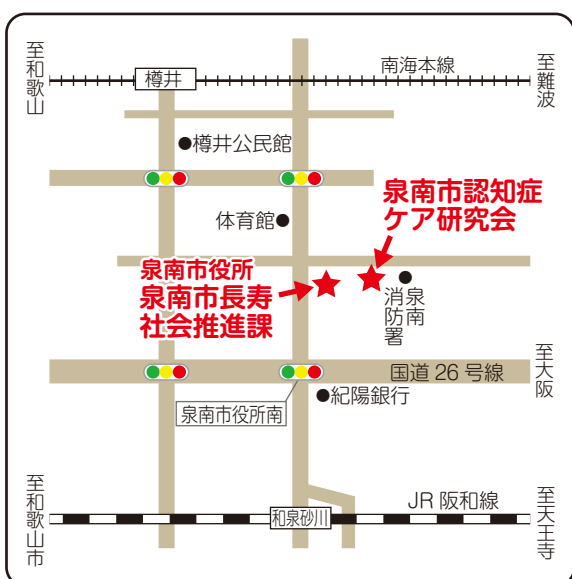 至和歌山
樽井
南海本線
至難波
●樽井公民館
体育館●
泉南市認知症
ケア研究会
泉南市役所
泉南市長寿
社会推進課
泉南
消防署
国道26号線
至大阪
●紀陽銀行
泉南市役所南
至和歌山市
和泉砂川
JR阪和線
至天王寺